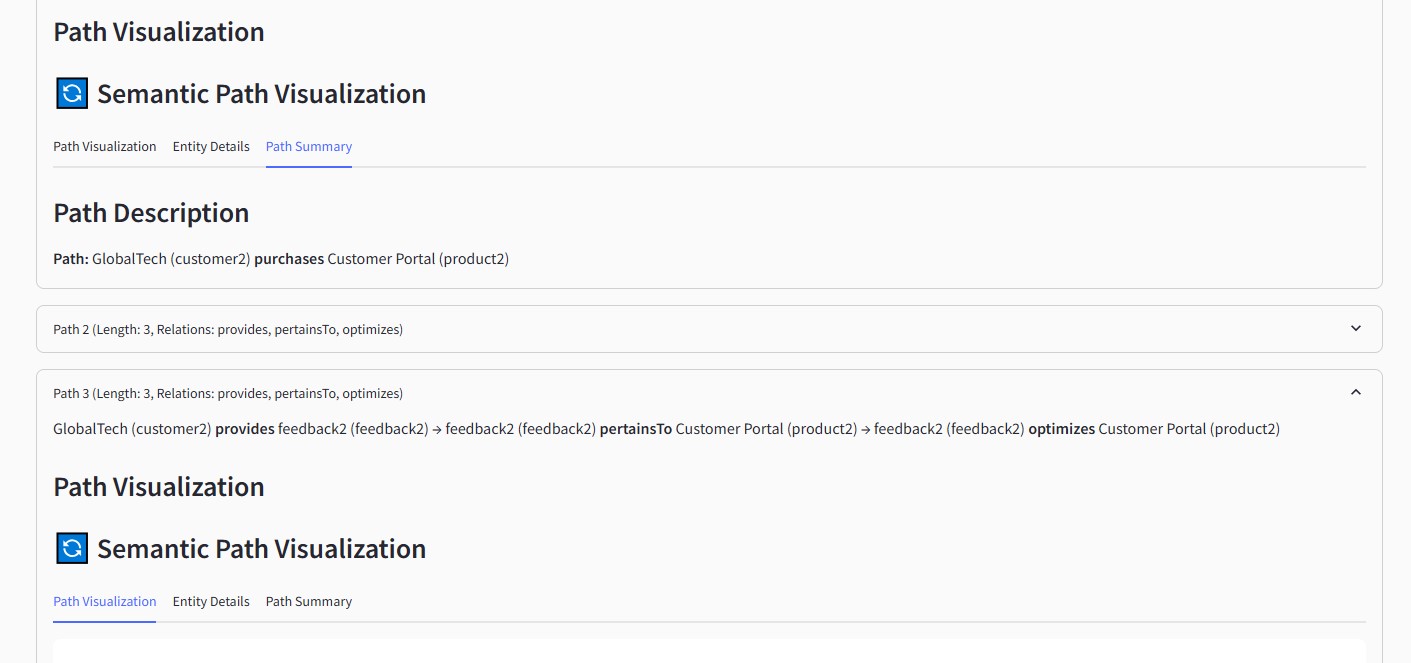 Path Visualization
Semantic Path Visualization
Path Visualization Entity Details Path Summary
Path Description
Path: GlobalTech (customer2) purchases Customer Portal (product2)
Path 2 (Length: 3, Relations: provides, pertainsTo, optimizes)
Path 3 (Length: 3, Relations: provides, pertainsTo, optimizes)
GlobalTech (customer2) provides feedback2 (feedback2) → feedback2 (feedback2) pertainsTo Customer Portal (product2) → feedback2 (feedback2) optimizes Customer Portal (product2)
Path Visualization
Semantic Path Visualization
Path Visualization Entity Details Path Summary